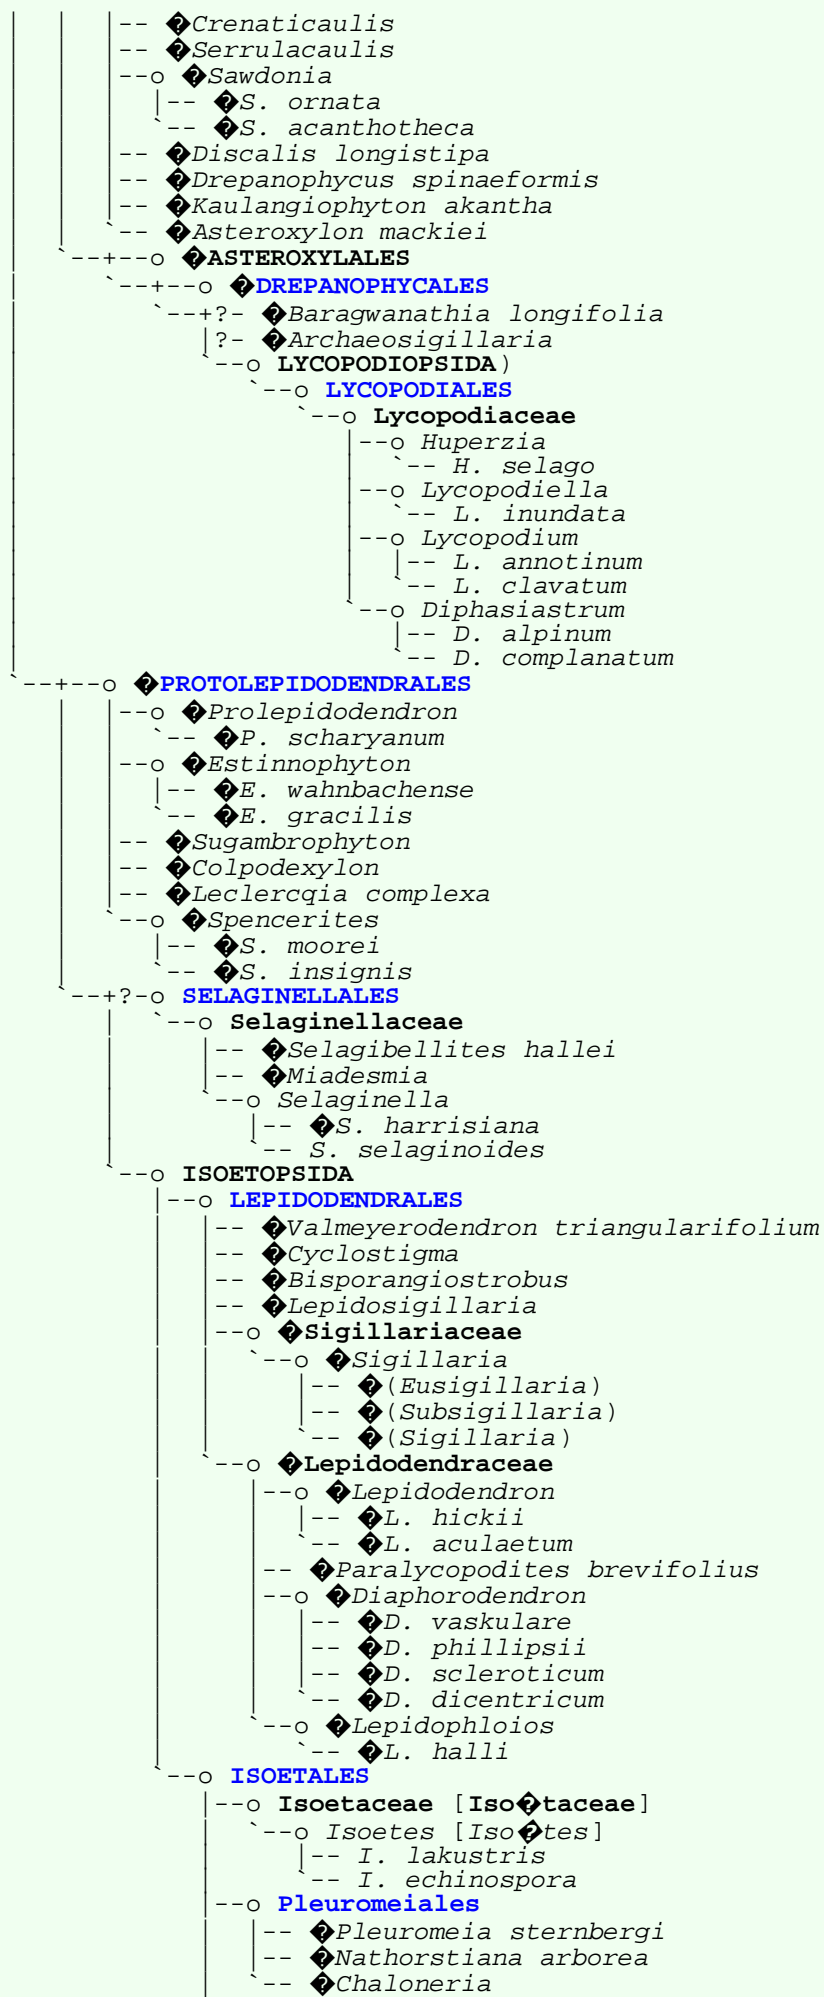 |  |  |-- �Crenaticaulis
|  |  |-- �Serrulacaulis
|  |  |--o �Sawdonia
|  |  |  |-- �S. ornata
|  |  |  `-- �S. acanthotheca
|  |  |-- �Discalis longistipa
|  |  |-- �Drepanophycus spinaeformis
|  |  |-- �Kaulangiophyton akantha
|  |  `-- �Asteroxylon mackiei
|  `--+--o �ASTEROXYLALES
|     `--+--o �DREPANOPHYCALES
|        `--+?- �Baragwanathia longifolia
|           |?- �Archaeosigillaria
|           `--o LYCOPODIOPSIDA)
|              `--o LYCOPODIALES
|                 `--o Lycopodiaceae
|                    |--o Huperzia
|                    |  `-- H. selago
|                    |--o Lycopodiella
|                    |  `-- L. inundata
|                    |--o Lycopodium
|                    |  |-- L. annotinum
|                    |  `-- L. clavatum
|                    `--o Diphasiastrum
|                       |-- D. alpinum
|                       `-- D. complanatum
`--+--o �PROTOLEPIDODENDRALES
   |  |--o �Prolepidodendron
   |  |  `-- �P. scharyanum
   |  |--o �Estinnophyton
   |  |  |-- �E. wahnbachense
   |  |  `-- �E. gracilis
   |  |-- �Sugambrophyton
   |  |-- �Colpodexylon
   |  |-- �Leclercqia complexa
   |  `--o �Spencerites
   |     |-- �S. moorei
   |     `-- �S. insignis
   `--+?-o SELAGINELLALES
      |  `--o Selaginellaceae
      |     |-- �Selagibellites hallei
      |     |-- �Miadesmia
      |     `--o Selaginella
      |        |-- �S. harrisiana
      |        `-- S. selaginoides
      `--o ISOETOPSIDA
         |--o LEPIDODENDRALES
         |  |-- �Valmeyerodendron triangularifolium
         |  |-- �Cyclostigma
         |  |-- �Bisporangiostrobus
         |  |-- �Lepidosigillaria
         |  |--o �Sigillariaceae
         |  |  `--o �Sigillaria
         |  |     |-- �(Eusigillaria)
         |  |     |-- �(Subsigillaria)
         |  |     `-- �(Sigillaria)
         |  `--o �Lepidodendraceae
         |     |--o �Lepidodendron
         |     |  |-- �L. hickii
         |     |  `-- �L. aculaetum
         |     |-- �Paralycopodites brevifolius
         |     |--o �Diaphorodendron
         |     |  |-- �D. vaskulare
         |     |  |-- �D. phillipsii
         |     |  |-- �D. scleroticum
         |     |  `-- �D. dicentricum
         |     `--o �Lepidophloios
         |        `-- �L. halli
         `--o ISOETALES
            |--o Isoetaceae [Iso�taceae]
            |  `--o Isoetes [Iso�tes]
            |     |-- I. lakustris
            |     `-- I. echinospora
            |--o Pleuromeiales
            |  |-- �Pleuromeia sternbergi
            |  |-- �Nathorstiana arborea
            |  `-- �Chaloneria